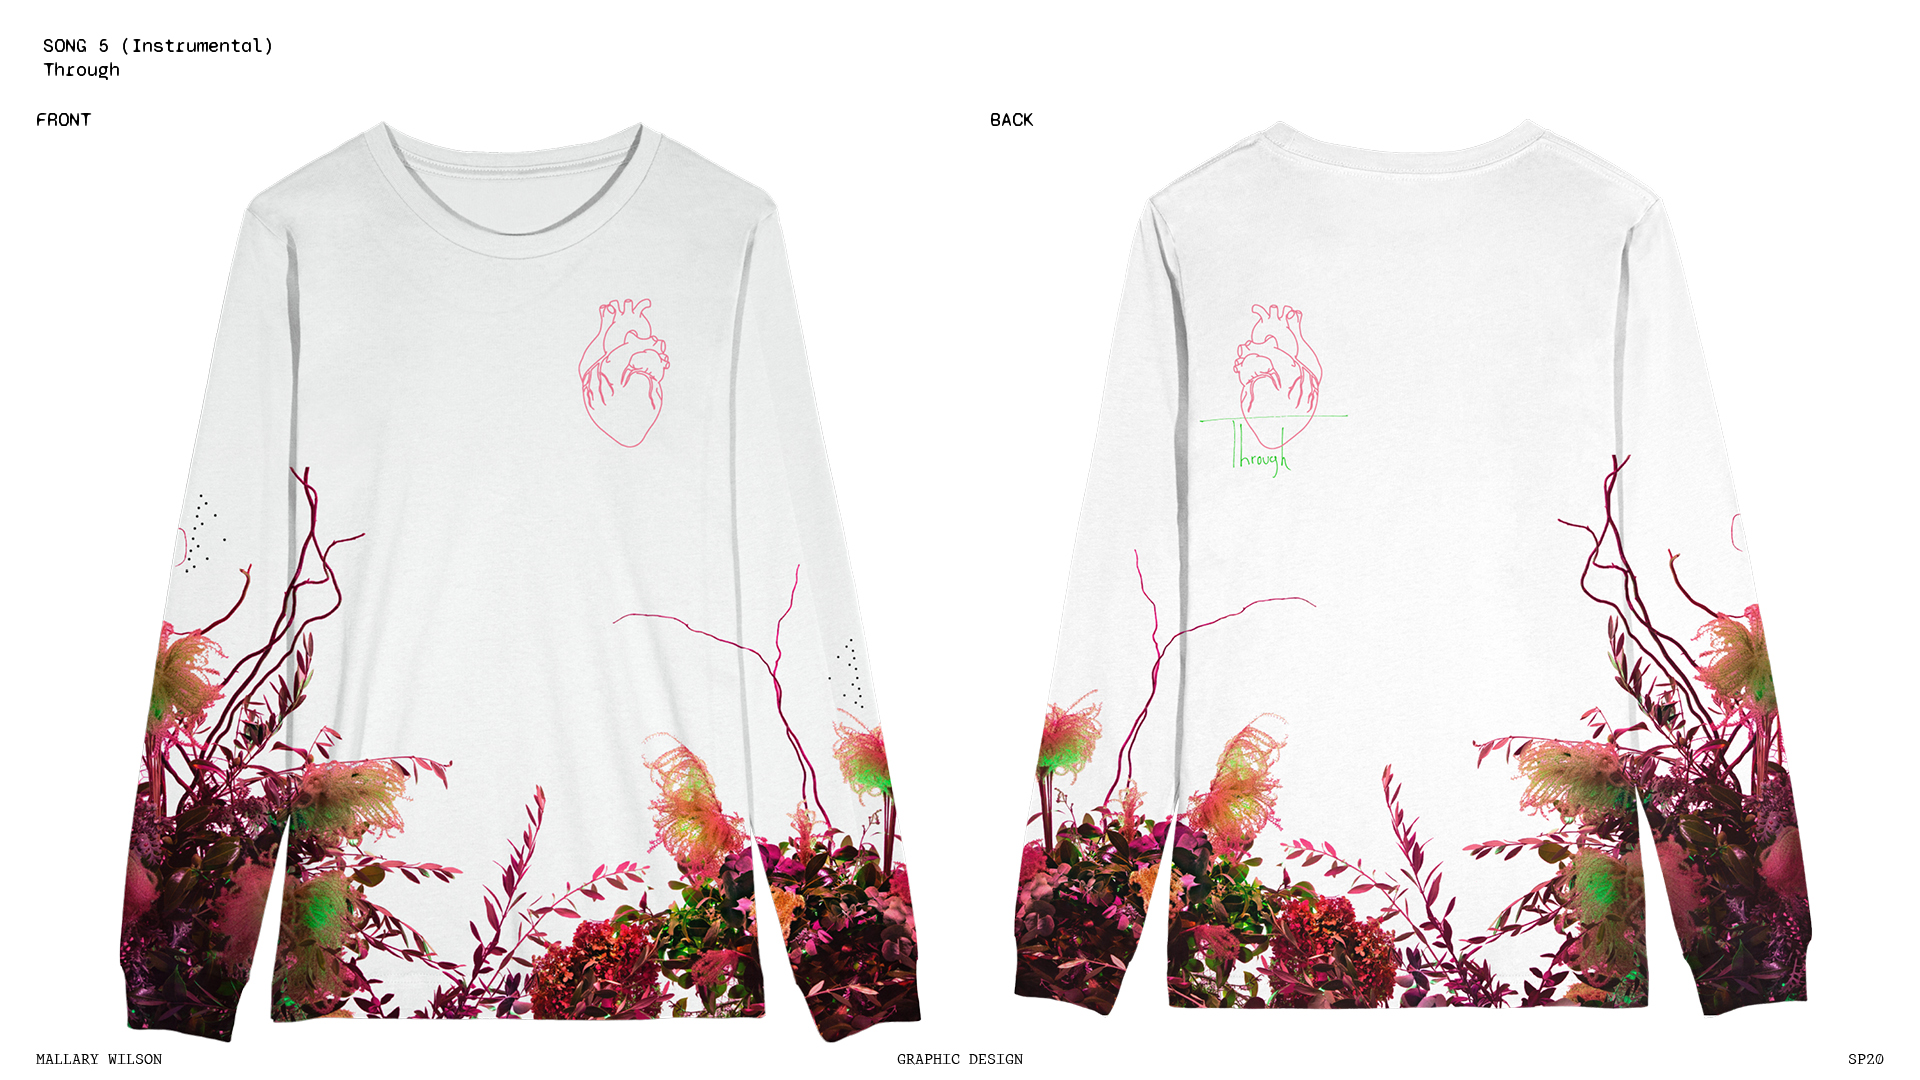 SONG 5 (Instrumental)
Through
FRONT
BACK
Through
MALLARY WILSON
GRAPHIC DESIGN
SP20